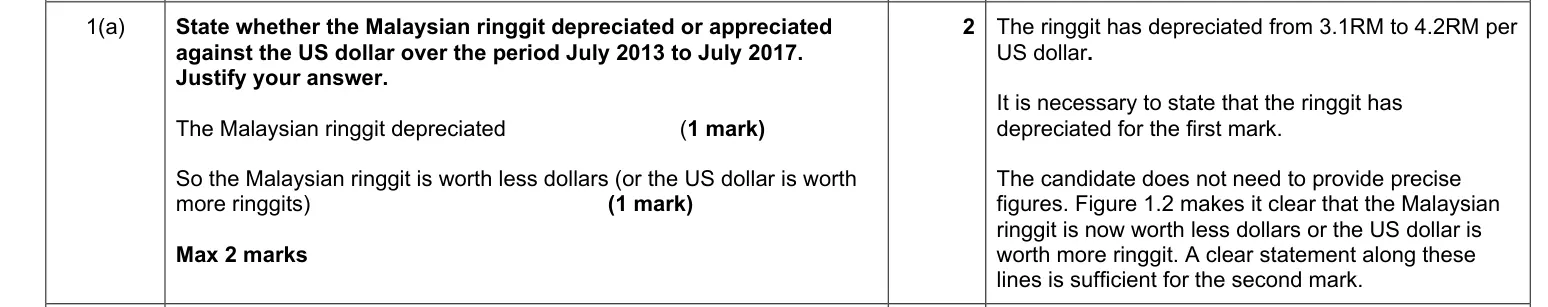 1(a)
State whether the Malaysian ringgit depreciated or appreciated
against the US dollar over the period July 2013 to July 2017.
Justify your answer.
The Malaysian ringgit depreciated (1 mark)
So the Malaysian ringgit is worth less dollars (or the US dollar is worth
more ringgits) (1 mark)
Max 2 marks
2
The ringgit has depreciated from 3.1RM to 4.2RM per
US dollar.
It is necessary to state that the ringgit has
depreciated for the first mark.
The candidate does not need to provide precise
figures. Figure 1.2 makes it clear that the Malaysian
ringgit is now worth less dollars or the US dollar is
worth more ringgit. A clear statement along these
lines is sufficient for the second mark.